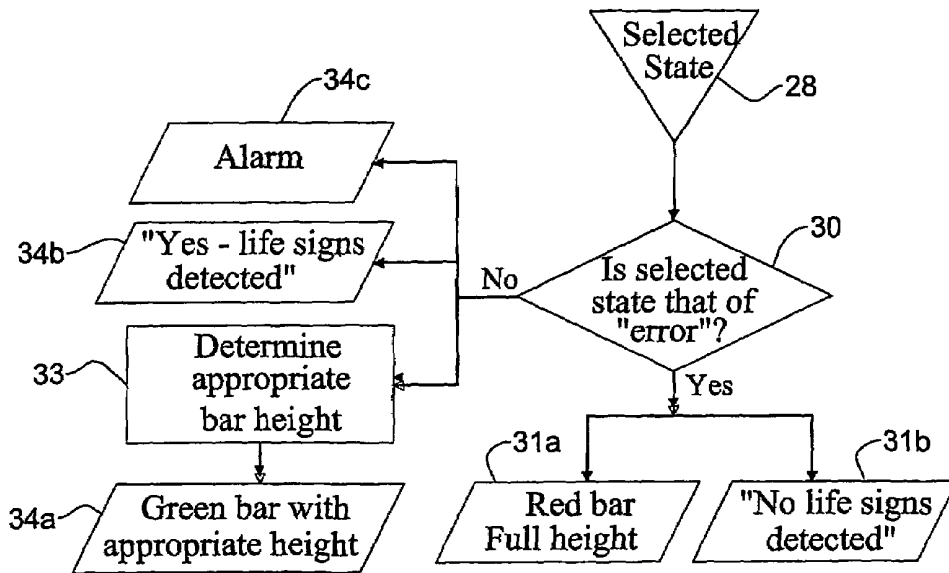 Selected
State
28
34c
Alarm
34b
"Yes - life signs
detected"
30
Is selected
state that of
"error"?
No
Yes
33
Determine
appropriate
bar height
34a
Green bar with
appropriate height
31a
Red bar
Full height
31b
"No life signs
detected"